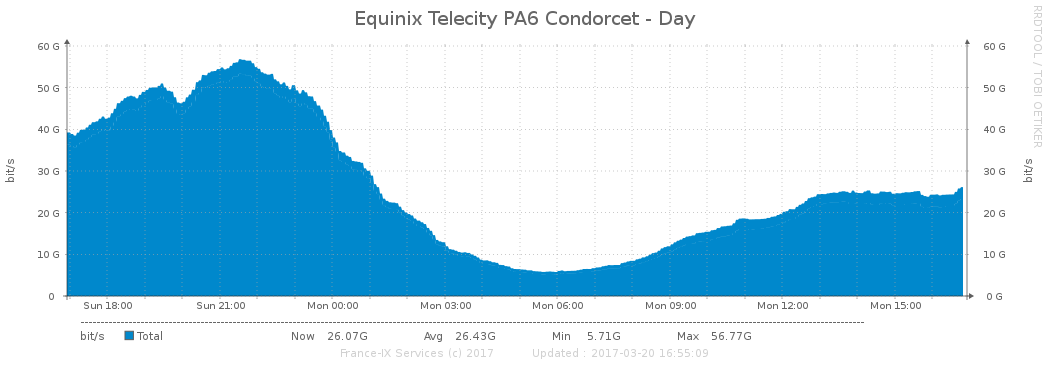 Equinix Telecity PA6 Condorcet - Day
RRDTOOL / TOBI OETIKER
60 G 60 G
50 G 50 G
40 G 40 G
30 G 30 G
20 G 20 G
10 G 10 G
0 0 G
bit/s bit/s
Sun 18:00 Sun 21:00 Mon 00:00 Mon 03:00 Mon 06:00 Mon 09:00 Mon 12:00 Mon 15:00
bit/s Total Now 26.07G Avg 26.43G Min 5.71G Max 56.77G
France-IX Services (c) 2017 Updated : 2017-03-20 16:55:09